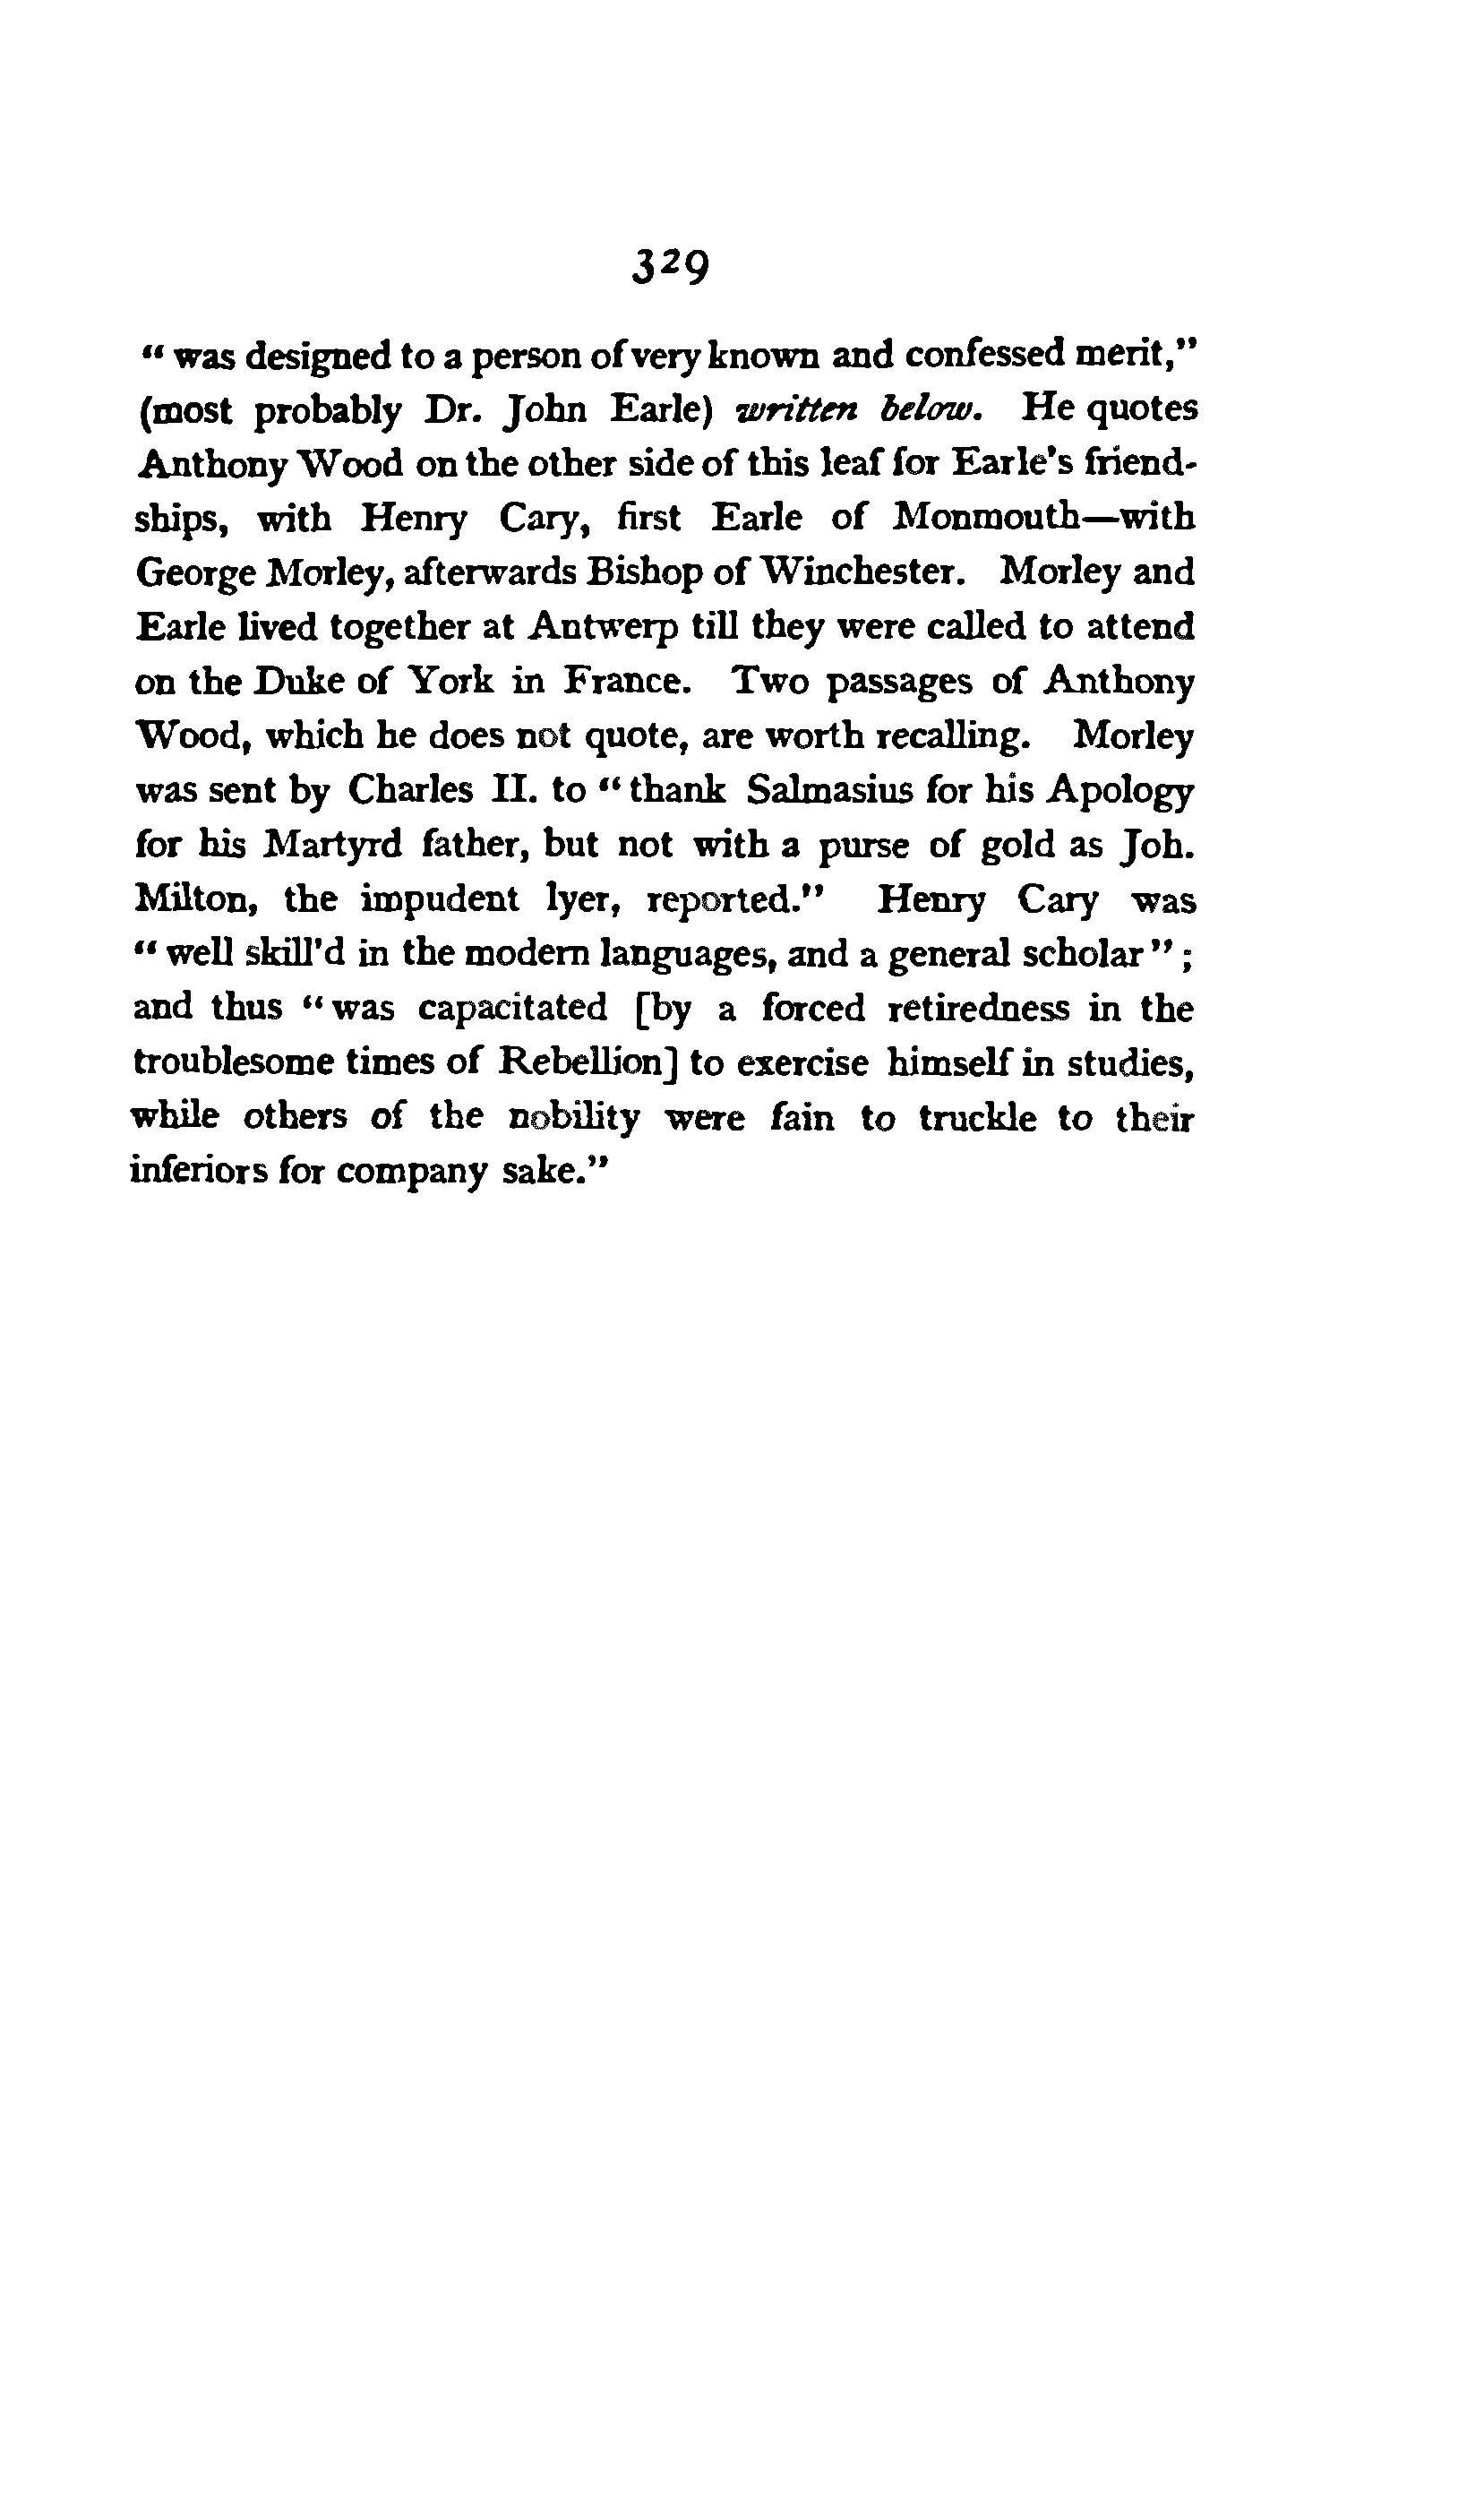 329
“ was designed to a person of very known and confessed merit,”
(most probably Dr. John Earle) written below. He quotes
Anthony Wood on the other side of this leaf for Earle's friend-
ships, with Henry Cary, first Earle of Monmouth—with
George Morley, afterwards Bishop of Winchester. Morley and
Earle lived together at Antwerp till they were called to attend
on the Duke of York in France. Two passages of Anthony
Wood, which he does not quote, are worth recalling. Morley
was sent by Charles II. to “ thank Salmasius for his Apology
for his Martyrd father, but not with a purse of gold as Joh.
Milton, the impudent lyer, reported.” Henry Cary was
“ well skill'd in the modern languages, and a general scholar ” ;
and thus “ was capacitated [by a forced retiredness in the
troublesome times of Rebellion] to exercise himself in studies,
while others of the nobility were fain to truckle to their
inferiors for company sake.”